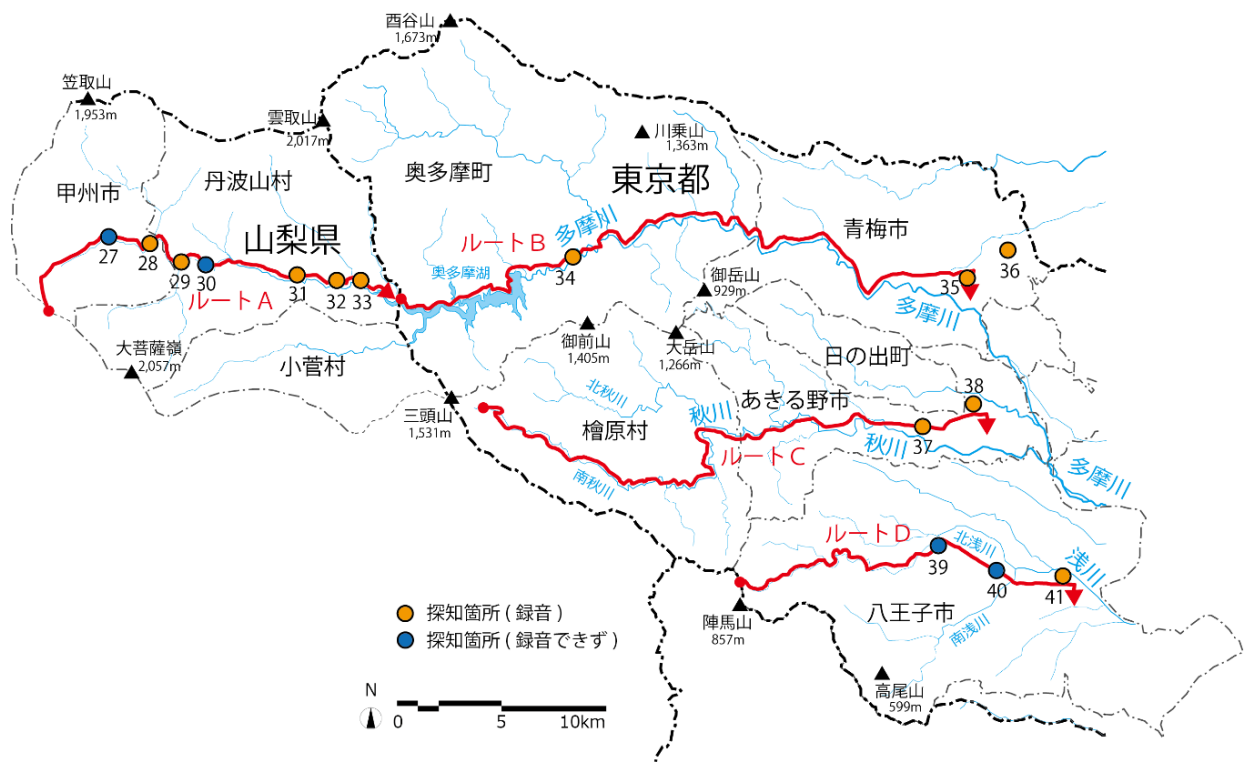 酉谷山
1,673m
笠取山
1,953m
雲取山
2,017m
川乗山
1,363m
奥多摩町
東京都
丹波山村
甲州市
山梨県
青梅市
ルートB
多摩川
36
27
28
29
30
31
32
33
34
35
ルートA
奥多摩湖
御岳山
929m
多摩川
大菩薩嶺
2,057m
小菅村
御前山
1,405m
大岳山
1,266m
日の出町
三頭山
1,531m
北秋川
檜原村
秋川
あきる野市
38
37
秋川
ルートC
南秋川
多摩川
ルートD
39
北浅川
40
41
浅川
陣馬山
857m
八王子市
南浅川
高尾山
599m
探知箇所(録音)
探知箇所(録音できず)
N
0 5 10km